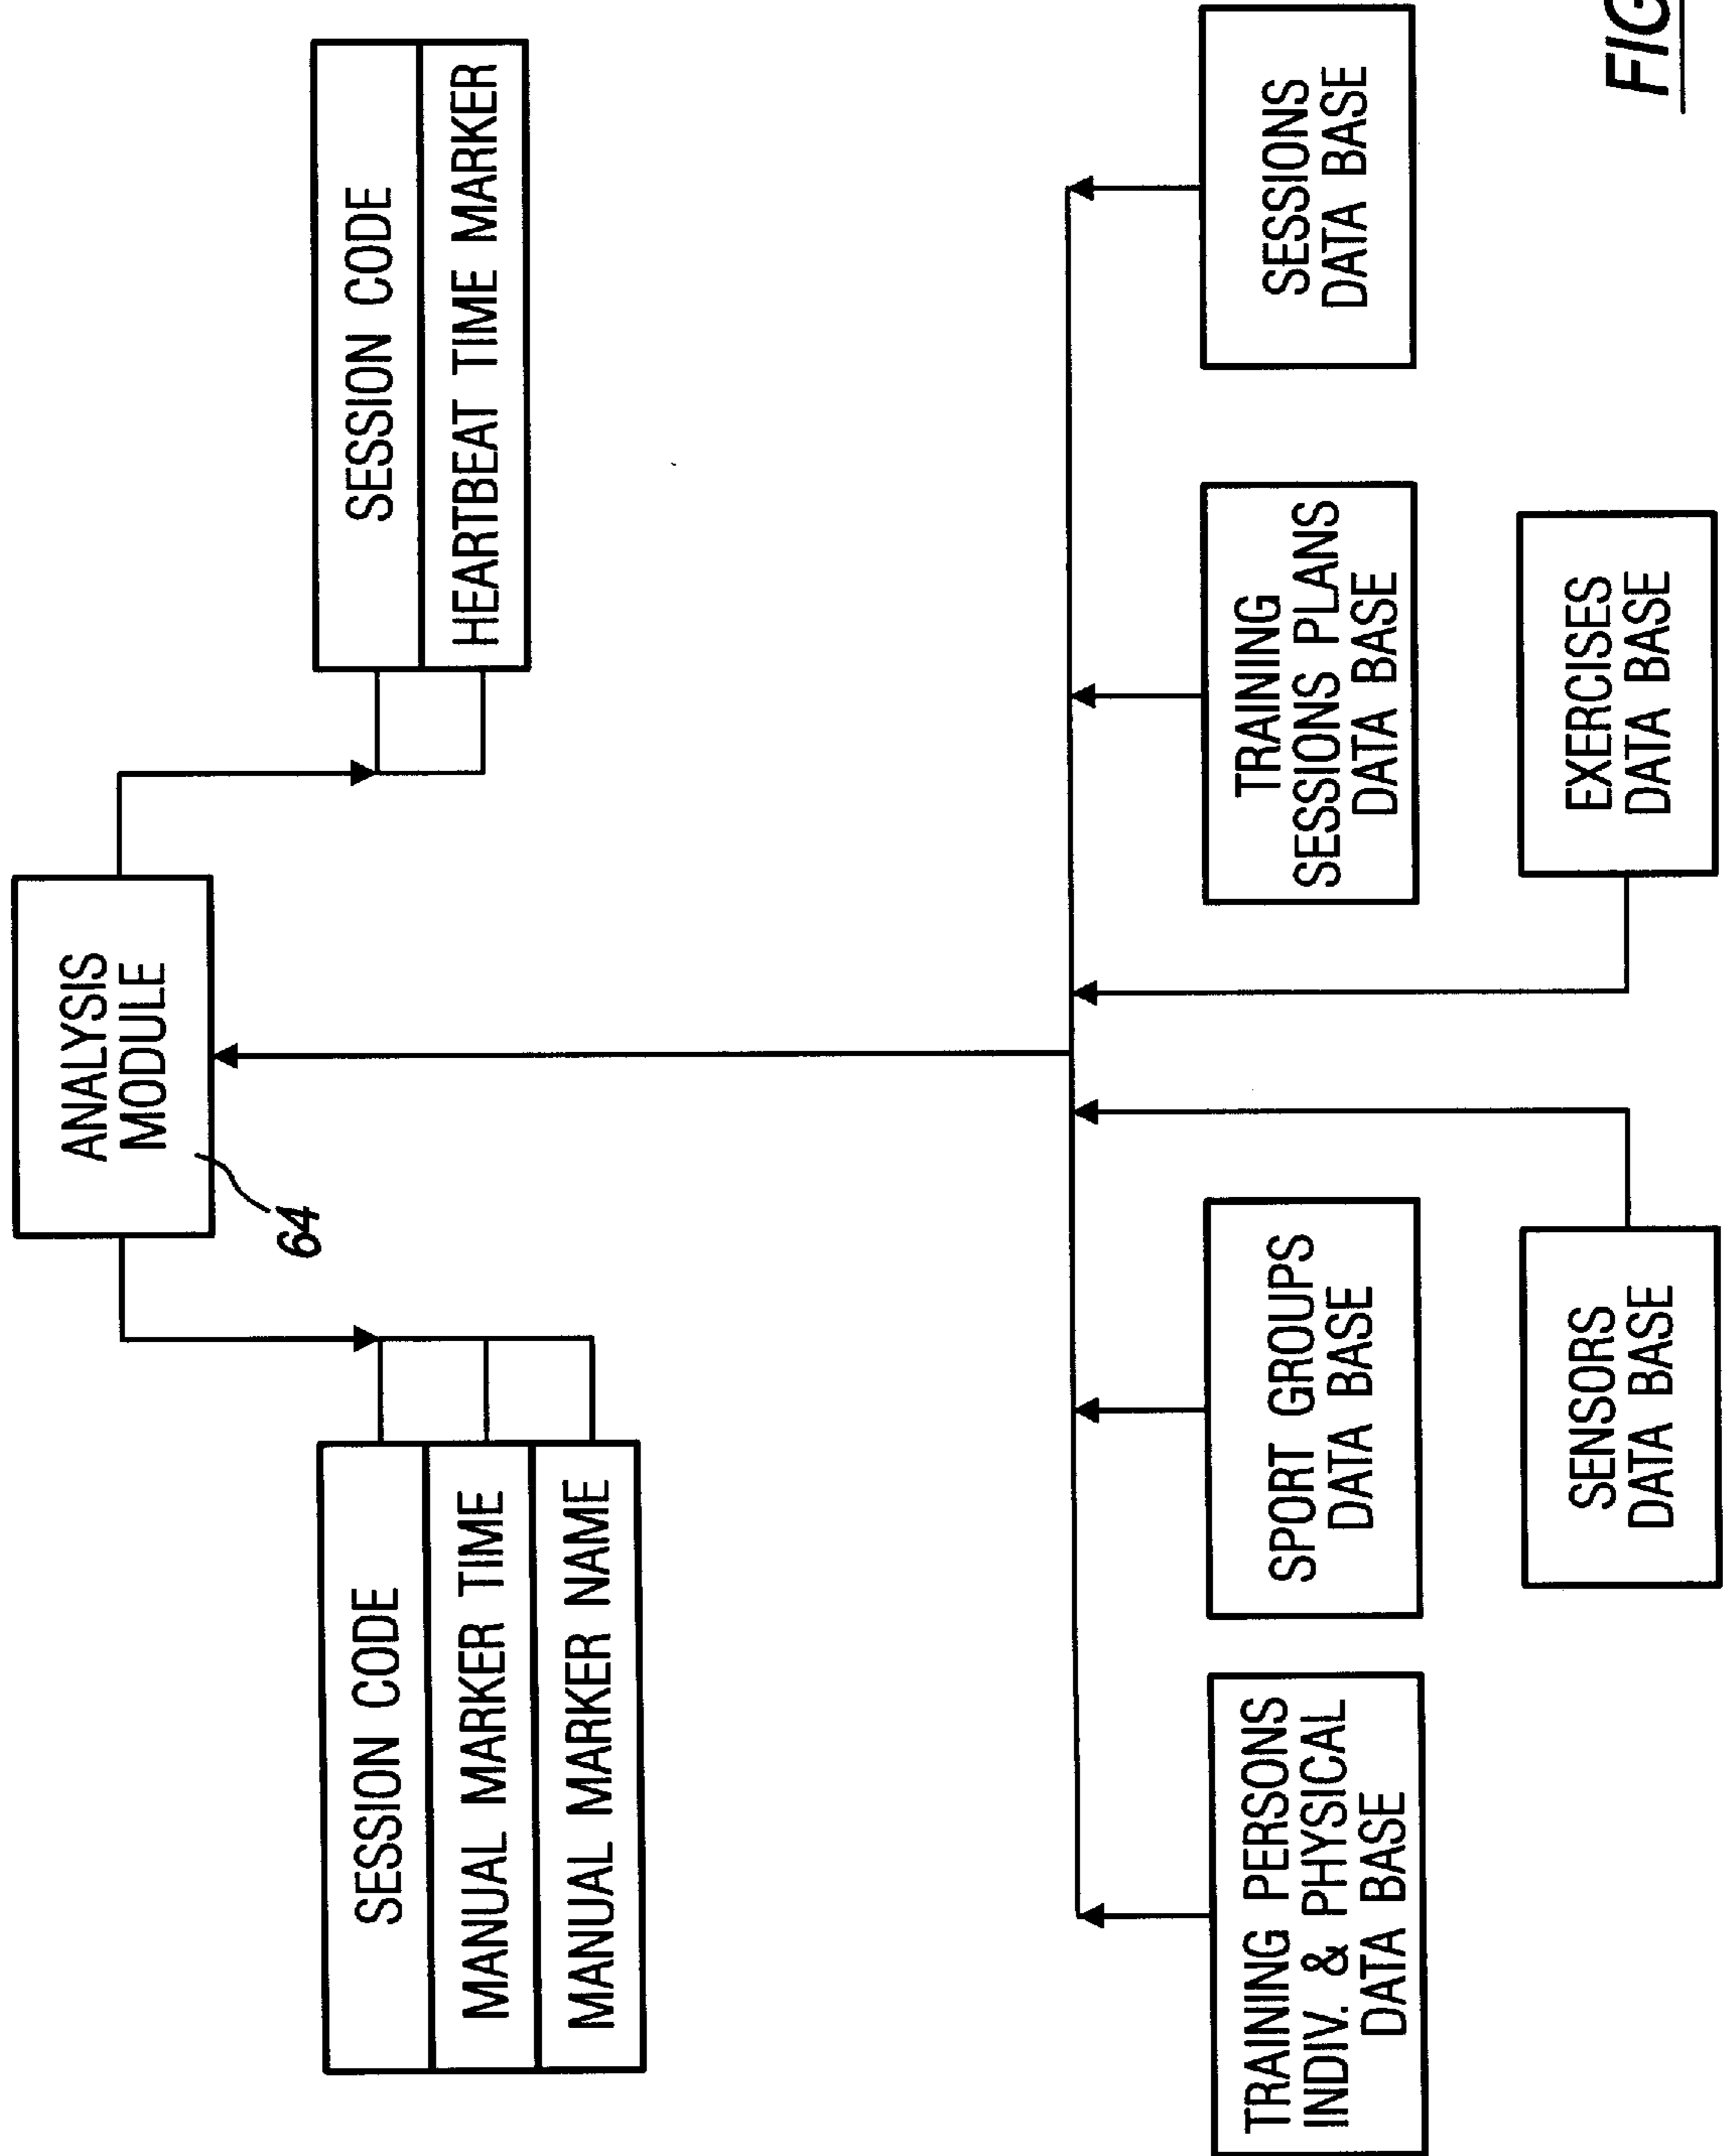 ANALYSIS
MODULE
64
SESSION CODE
MANUAL MARKER TIME
MANUAL MARKER NAME
SESSION CODE
HEARTBEAT TIME MARKER
TRAINING PERSONS
INDIV. & PHYSICAL
DATA BASE
SPORT GROUPS
DATA BASE
TRAINING
SESSIONS PLANS
DATA BASE
SESSIONS
DATA BASE
SENSORS
DATA BASE
EXERCISES
DATA BASE
FIG